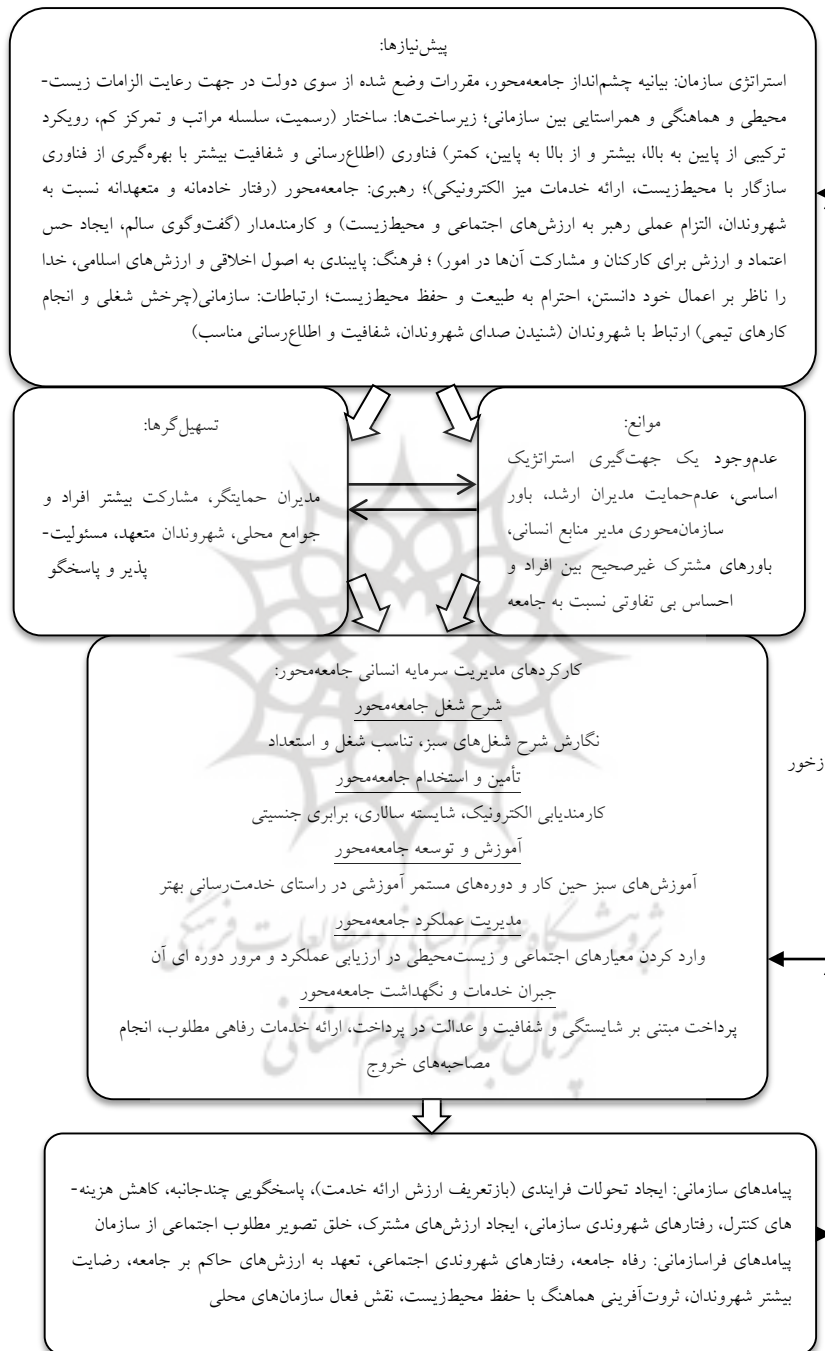 پیش‌نیازها:
استراتژی سازمان: بیانیه چشم‌انداز جامعه‌محور، مقررات وضع شده از سوی دولت در جهت رعایت الزامات زیست-
محیطی و هماهنگی و همراستایی بین سازمانی؛ زیرساخت‌ها: ساختار (رسمیت، سلسله مراتب و تمرکز کم، رویکرد
ترکیبی از پایین به بالا، بیشتر و از بالا به پایین، کمتر) فناوری (اطلاع‌رسانی و شفافیت بیشتر با بهره‌گیری از فناوری
سازگار با محیط‌زیست، ارائه خدمات میز الکترونیکی)؛ رهبری: جامعه‌محور (رفتار خادمانه و متعهدانه نسبت به
شهروندان، التزام عملی رهبر به ارزش‌های اجتماعی و محیط‌زیست) و کارمندمدار (گفت‌وگوی سالم، ایجاد حس
اعتماد و ارزش برای کارکنان و مشارکت آن‌ها در امور) ؛ فرهنگ: پایبندی به اصول اخلاقی و ارزش‌های اسلامی، خدا
را ناظر بر اعمال خود دانستن، احترام به طبیعت و حفظ محیط‌زیست؛ ارتباطات: سازمانی(چرخش شغلی و انجام
کارهای تیمی) ارتباط با شهروندان (شنیدن صدای شهروندان، شفافیت و اطلاع‌رسانی مناسب)
موانع:
عدم‌وجود یک جهت‌گیری استراتژیک
اساسی، عدم‌حمایت مدیران ارشد، باور
سازمان‌محوری مدیر منابع انسانی،
باورهای مشترک غیرصحیح بین افراد و
احساس بی تفاوتی نسبت به جامعه
تسهیل‌گرها:
مدیران حمایتگر، مشارکت بیشتر افراد و
جوامع محلی، شهروندان متعهد، مسئولیت-
پذیر و پاسخگو
کارکردهای مدیریت سرمایه انسانی جامعه‌محور:
شرح شغل جامعه‌محور
نگارش شرح شغل‌های سبز، تناسب شغل و استعداد
تأمین و استخدام جامعه‌محور
کارمندیابی الکترونیک، شایسته سالاری، برابری جنسیتی
آموزش و توسعه جامعه‌محور
آموزش‌های سبز حین کار و دوره‌های مستمر آموزشی در راستای خدمت‌رسانی بهتر
مدیریت عملکرد جامعه‌محور
وارد کردن معیارهای اجتماعی و زیست‌محیطی در ارزیابی عملکرد و مرور دوره ای آن
جبران خدمات و نگهداشت جامعه‌محور
پرداخت مبتنی بر شایستگی و شفافیت و عدالت در پرداخت، ارائه خدمات رفاهی مطلوب، انجام
مصاحبه‌های خروج
زخور
پژوهشگاه علوم انسانی و مطالعات فرهنگی
پرتال جامع علوم انسانی
پیامدهای سازمانی: ایجاد تحولات فرایندی (بازتعریف ارزش ارائه خدمت)، پاسخگویی چندجانبه، کاهش هزینه-
های کنترل، رفتارهای شهروندی سازمانی، ایجاد ارزش‌های مشترک، خلق تصویر مطلوب اجتماعی از سازمان
پیامدهای فراسازمانی: رفاه جامعه، رفتارهای شهروندی اجتماعی، تعهد به ارزش‌های حاکم بر جامعه، رضایت
بیشتر شهروندان، ثروت‌آفرینی هماهنگ با حفظ محیط‌زیست، نقش فعال سازمان‌های محلی